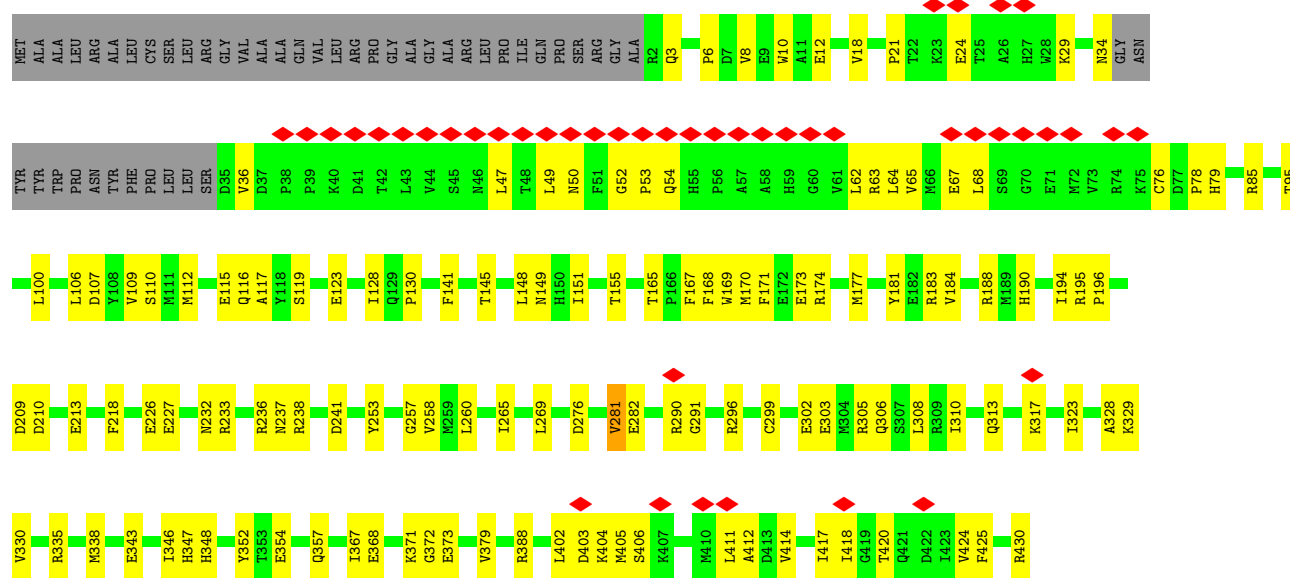 MET ALA ALA LEU ARG ALA LEU CYS SER LEU ARG GLY VAL ALA ALA GLN VAL LEU ARG PRO GLY ALA GLY ALA ARG LEU PRO ILE GLN PRO SER ARG GLY ALA R2 Q3 P6 D7 V8 E9 W10 A11 E12 V18 P21 T22 K23 E24 T25 A26 H27 W28 K29 N34 GLY ASN
TYR TYR TRP PRO ASN TYR PHE PRO LEU LEU SER D35 V36 D37 P38 P39 K40 D41 T42 L43 V44 S45 N46 L47 T48 L49 N50 F51 G52 P53 Q54 H55 P56 A57 A58 H59 G60 V61 L62 R63 L64 V65 M66 E67 L68 S69 G70 E71 M72 V73 R74 K75 C76 D77 P78 H79 R85 T95
L100 L106 D107 Y108 V109 S110 M111 M112 E115 Q116 A117 Y118 S119 E123 I128 Q129 P130 F141 T145 L148 N149 H150 I151 T155 T165 P166 F167 F168 W169 M170 F171 E172 E173 R174 M177 Y181 E182 R183 V184 R188 M189 H190 I194 R195 P196
D209 D210 E213 F218 E226 E227 N232 R233 R236 N237 R238 D241 Y253 G257 V258 M259 L260 I265 L269 D276 V281 E282 R290 G291 R296 C299 E302 E303 M304 R305 Q306 S307 L308 R309 I310 Q313 K317 I323 A328 K329
V330 R335 M338 E343 I346 H347 H348 Y352 T353 E354 Q357 I367 E368 K371 G372 E373 V379 R388 L402 D403 K404 M405 S406 K407 M410 L411 A412 D413 V414 I417 I418 G419 T420 Q421 D422 I423 V424 F425 R430